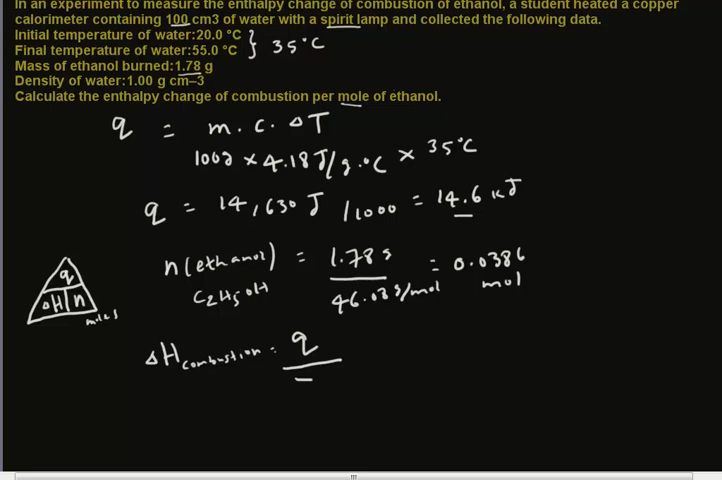 In an experiment to measure the enthalpy change of combustion of ethanol, a student heated a copper
calorimeter containing 100 cm3 of water with a spirit lamp and collected the following data.
Initial temperature of water:20.0 °C
Final temperature of water:55.0 °C } 35°C
Mass of ethanol burned:1.78 g
Density of water:1.00 g cm–3
Calculate the enthalpy change of combustion per mole of ethanol.
q = m. c. ΔT
100g × 4.18 J/g.°C × 35°C
q = 14,630 J /1000 = 14.6 kJ
n(ethanol) = 1.78g = 0.0386 mol
C2H5OH 46.08g/mol
q
ΔH n
moles
ΔHcombustion = q